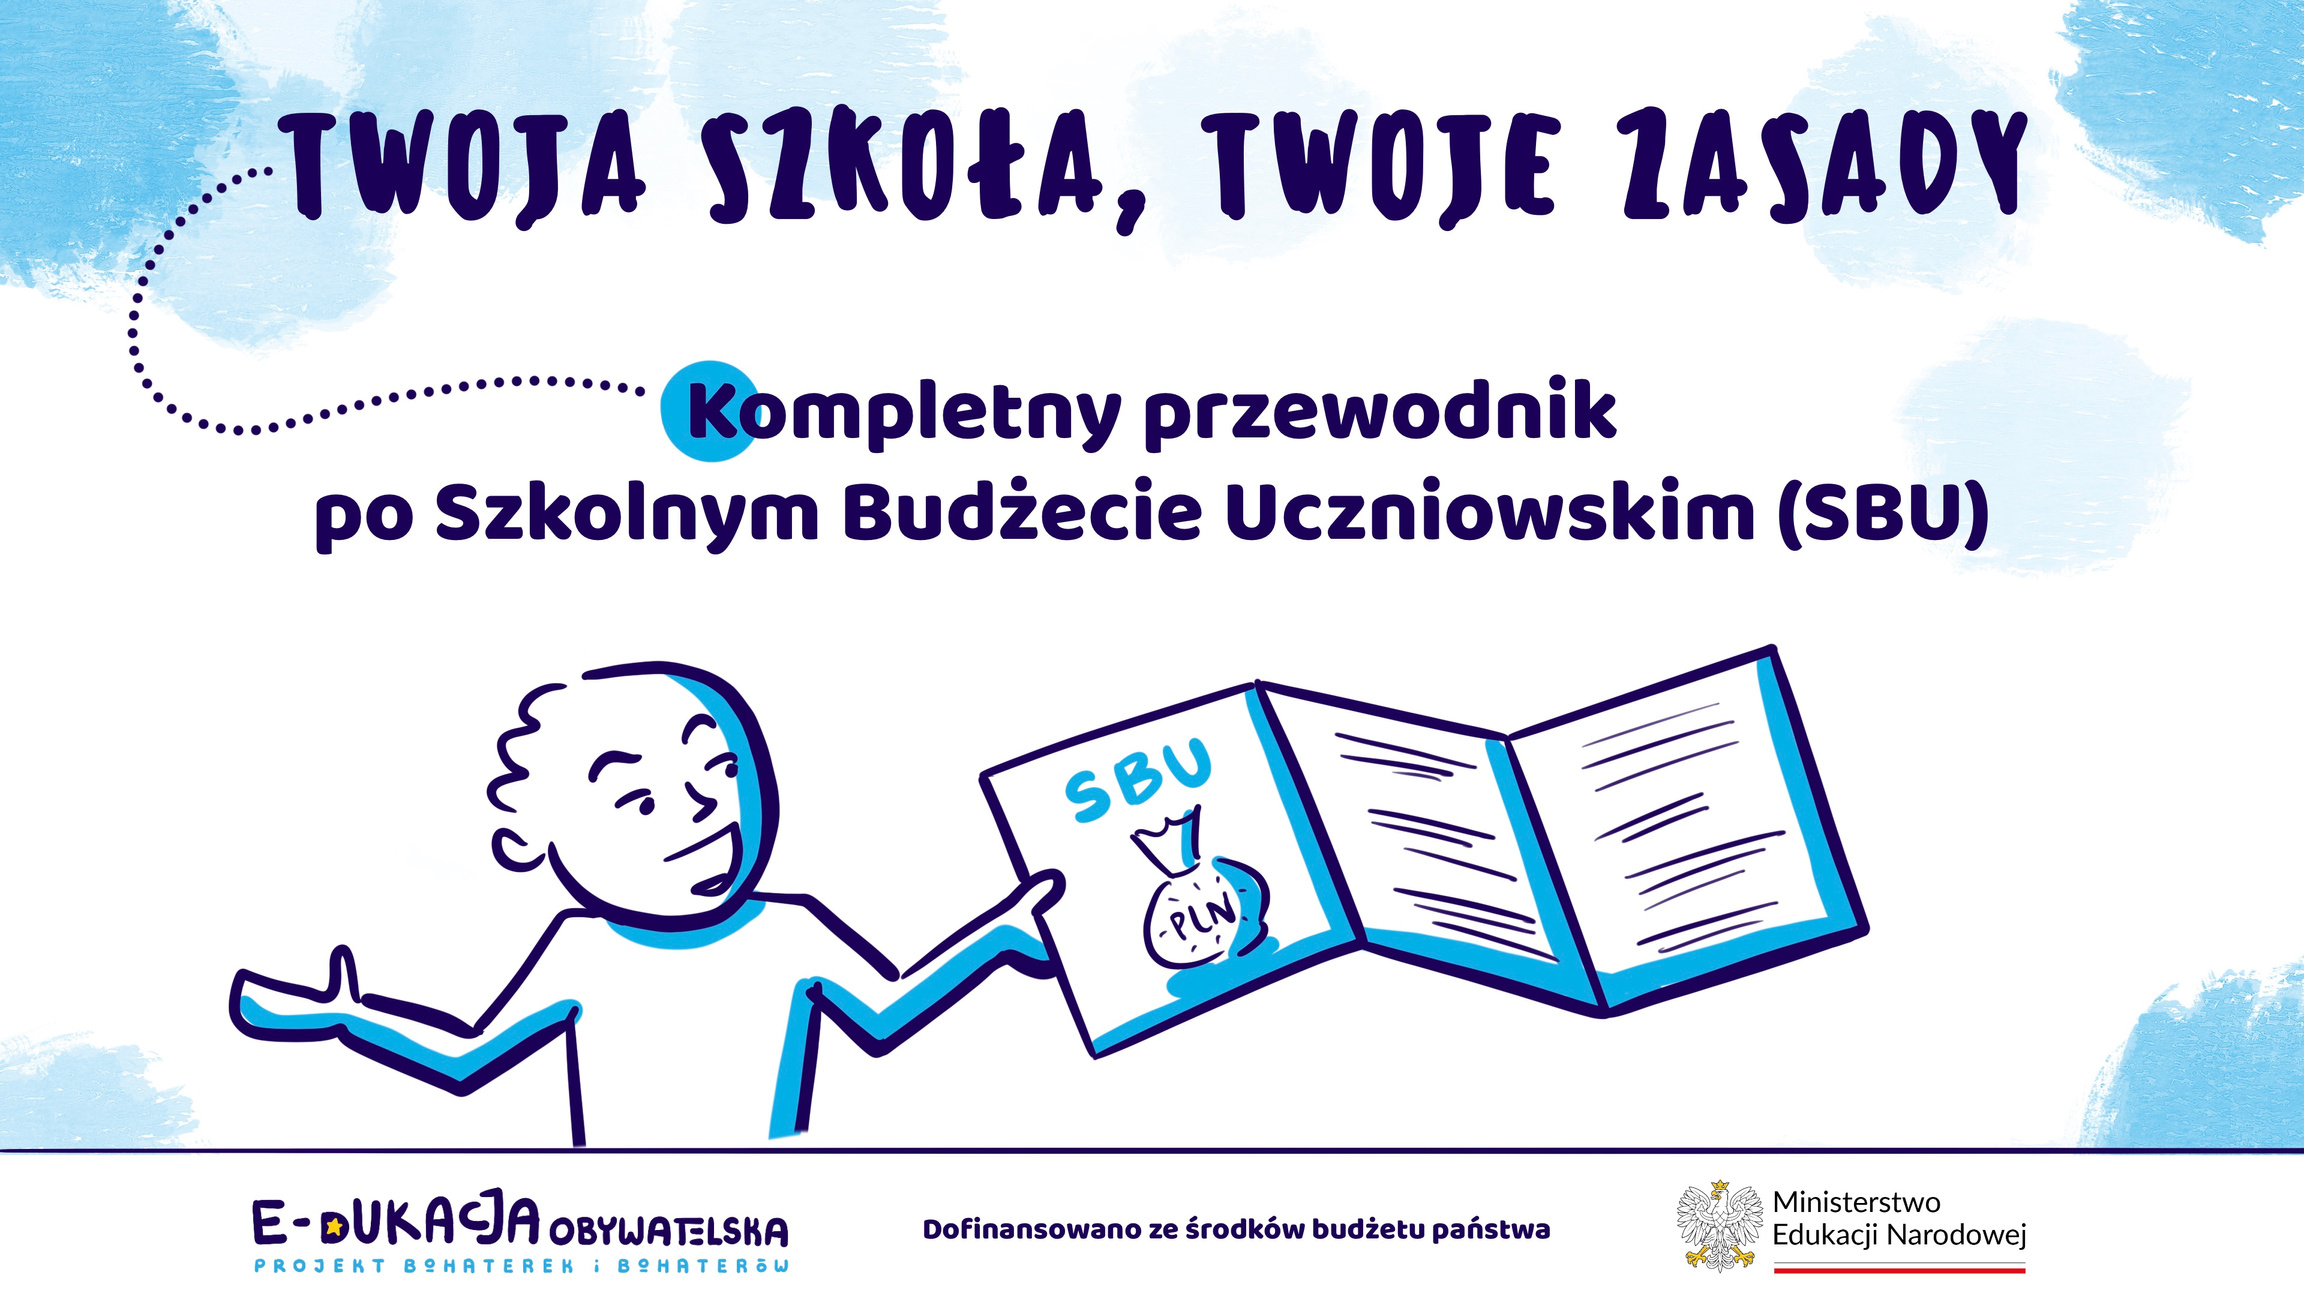 TWOJA SZKOŁA, TWOJE ZASADY
Kompletny przewodnik
po Szkolnym Budżecie Uczniowskim (SBU)
SBU
PLN
E-DUKACJA OBYWATELSKA
PROJEKT BOHATEREK i BOHATERÓW
Dofinansowano ze środków budżetu państwa
Ministerstwo
Edukacji Narodowej